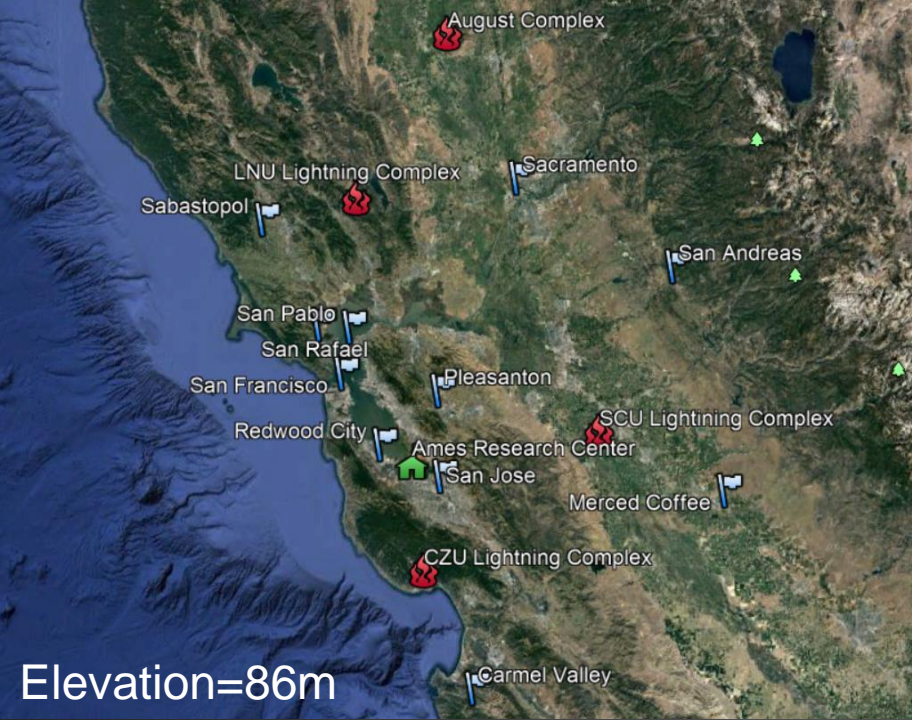 August Complex
Sacramento
LNU Lightning Complex
Sabastopol
San Andreas
San Pablo
San Rafael
Pleasanton
San Francisco
SCU Lightining Complex
Redwood City
Ames Research Center
San Jose
Merced Coffee
CZU Lightning Complex
Carmel Valley
Elevation=86m